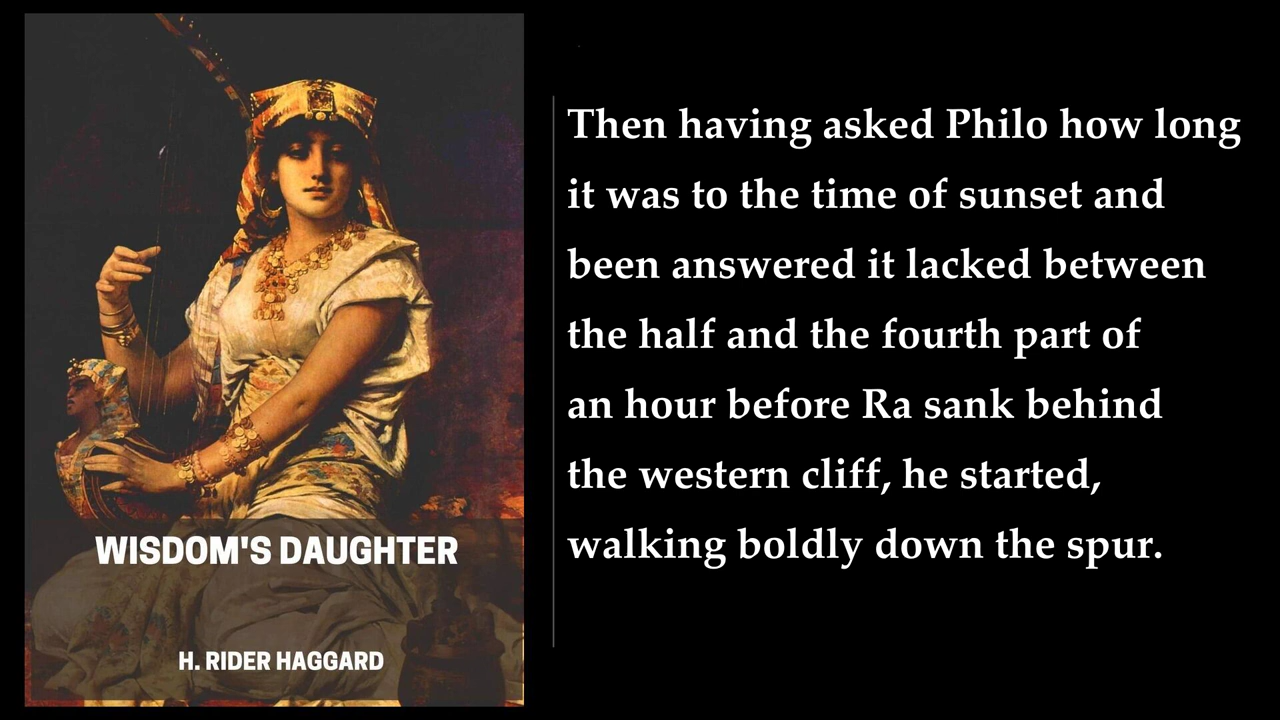 WISDOM'S DAUGHTER
H. RIDER HAGGARD
Then having asked Philo how long
it was to the time of sunset and
been answered it lacked between
the half and the fourth part of
an hour before Ra sank behind
the western cliff, he started,
walking boldly down the spur.